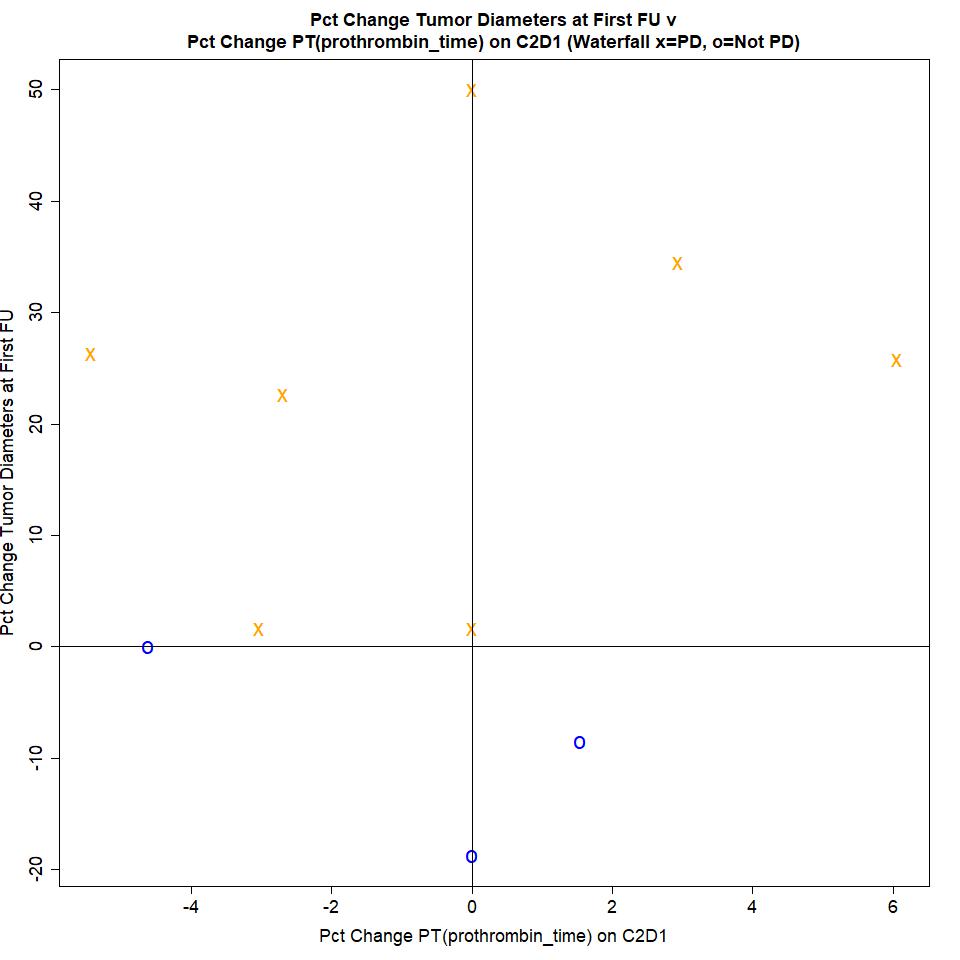 Pct Change Tumor Diameters at First FU v
Pct Change PT(prothrombin_time) on C2D1 (Waterfall x=PD, o=Not PD)
Pct Change Tumor Diameters at First FU
50
40
30
20
10
0
-10
-20
X
X
X
X
X
X
X
O
O
O
-4
-2
0
2
4
6
Pct Change PT(prothrombin_time) on C2D1